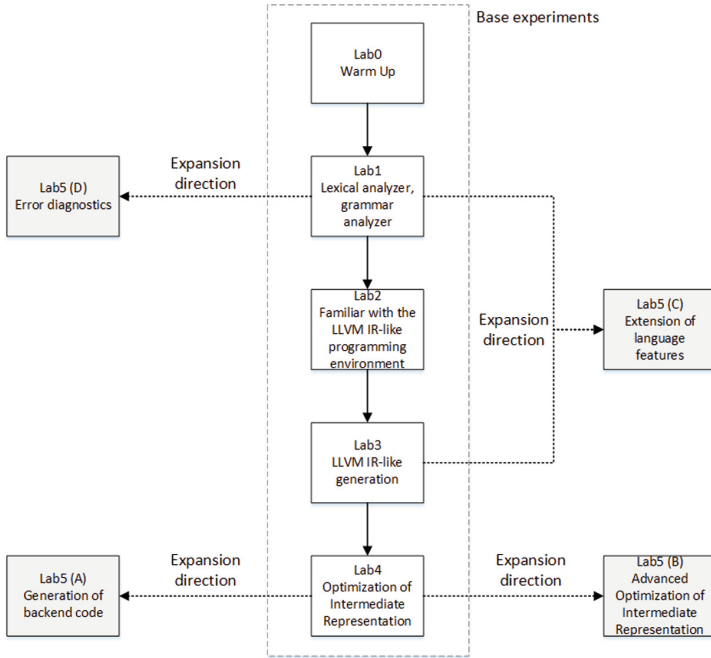 Base experiments
Lab0
Warm Up
Expansion
direction
Lab5 (D)
Error diagnostics
Lab1
Lexical analyzer,
grammar
analyzer
Lab2
Familiar with the
LLVM IR-like
programming
environment
Expansion
direction
Lab5 (C)
Extension of
language
features
Lab3
LLVM IR-like
generation
Lab5 (A)
Generation of
backend code
Expansion
direction
Lab4
Optimization of
Intermediate
Representation
Expansion
direction
Lab5 (B)
Advanced
Optimization of
Intermediate
Representation